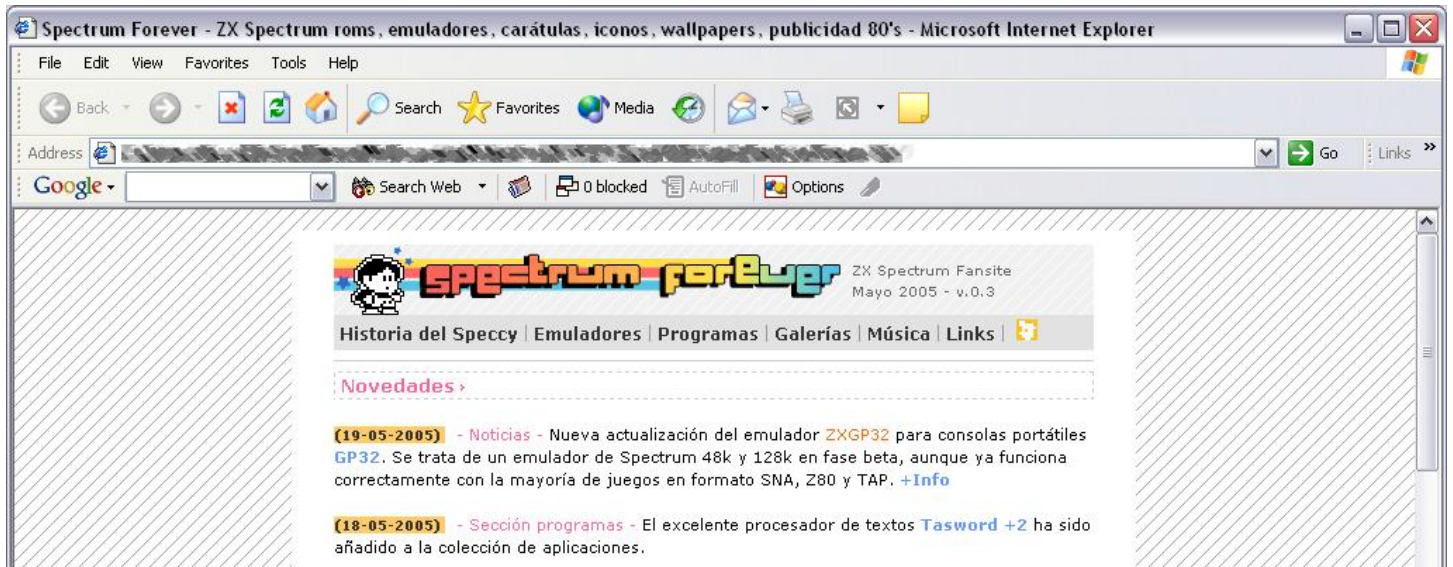 Spectrum Forever - ZX Spectrum roms, emuladores, carátulas, iconos, wallpapers, publicidad 80's - Microsoft Internet Explorer
File Edit View Favorites Tools Help
Back Search Favorites Media
Address Go Links »
Google Search Web 0 blocked AutoFill Options
spectrum forever
ZX Spectrum Fansite
Mayo 2005 - v.0.3
Historia del Speccy | Emuladores | Programas | Galerías | Música | Links |
Novedades ›
(19-05-2005) - Noticias - Nueva actualización del emulador ZXGP32 para consolas portátiles
GP32. Se trata de un emulador de Spectrum 48k y 128k en fase beta, aunque ya funciona
correctamente con la mayoría de juegos en formato SNA, Z80 y TAP. +Info
(18-05-2005) - Sección programas - El excelente procesador de textos Tasword +2 ha sido
añadido a la colección de aplicaciones.